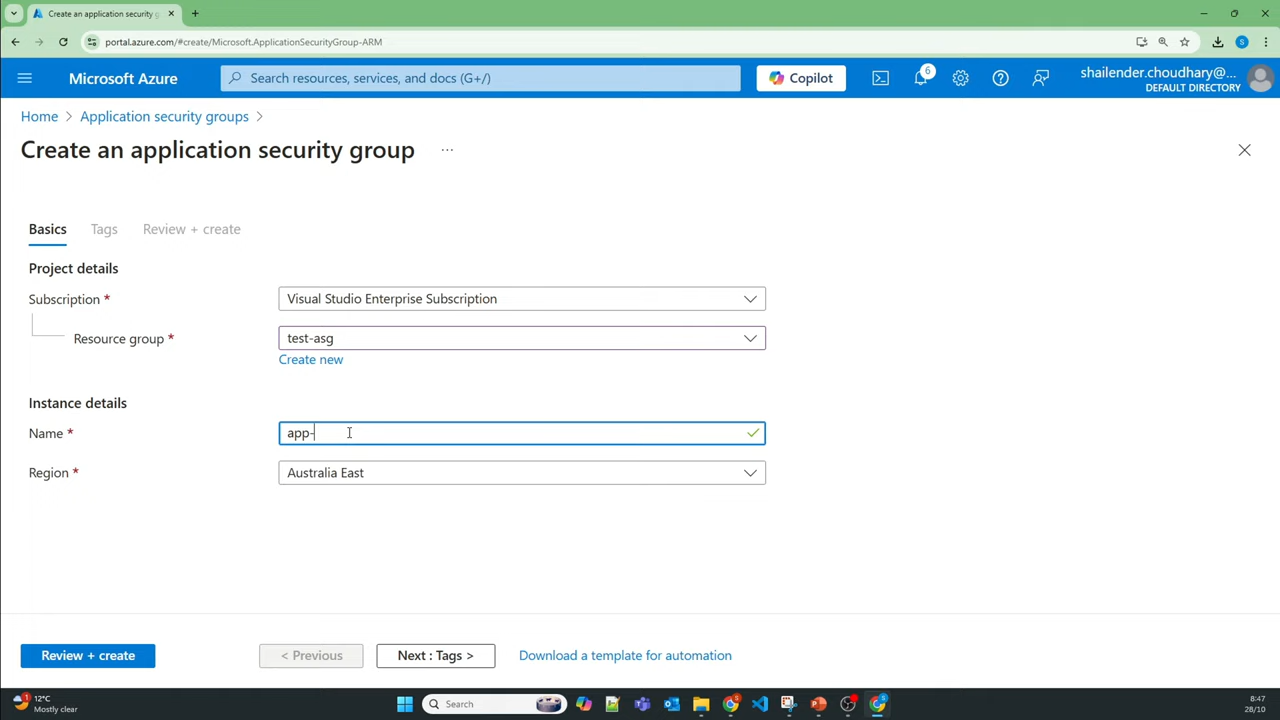 Create an application security g
portal.azure.com/#create/Microsoft.ApplicationSecurityGroup-ARM
Microsoft Azure
Search resources, services, and docs (G+/)
Copilot
6
shailender.choudhary@...
DEFAULT DIRECTORY
S
Home > Application security groups >
Create an application security group
...
Basics
Tags
Review + create
Project details
Subscription *
Visual Studio Enterprise Subscription
Resource group *
test-asg
Create new
Instance details
Name *
app-
Region *
Australia East
Review + create
< Previous
Next : Tags >
Download a template for automation
1
12°C
Mostly clear
Search
8:47
28/10